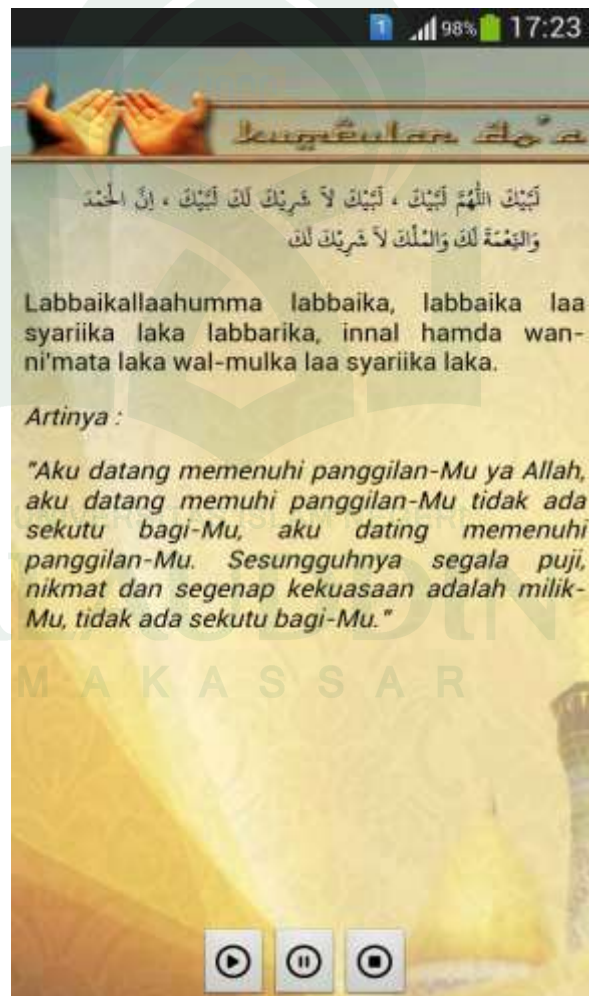 1 98% 17:23
kumpulan do'a
لَبَّيْكَ اللَّهُمَّ لَبَّيْكَ ، لَبَّيْكَ لاَ شَرِيْكَ لَكَ لَبَّيْكَ ، اِنَّ الْحَمْدَ
وَالنِّعْمَةَ لَكَ وَالْمُلْكَ لاَ شَرِيْكَ لَكَ
Labbaikallaahumma labbaika, labbaika laa
syariika laka labbarika, innal hamda wan-
ni'mata laka wal-mulka laa syariika laka.
Artinya :
"Aku datang memenuhi panggilan-Mu ya Allah,
aku datang memuhi panggilan-Mu tidak ada
sekutu bagi-Mu, aku dating memenuhi
panggilan-Mu. Sesungguhnya segala puji,
nikmat dan segenap kekuasaan adalah milik-
Mu, tidak ada sekutu bagi-Mu."
MAKASSAR